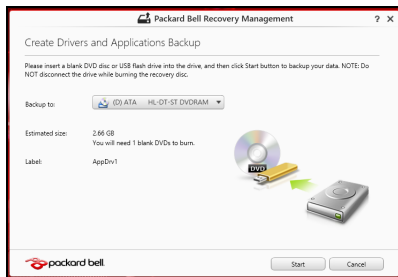 Packard Bell Recovery Management
? X
Create Drivers and Applications Backup
Please insert a blank DVD disc or USB flash drive into the drive, and then click Start button to backup your data. NOTE: Do
NOT disconnect the drive while burning the recovery disc.
Backup to: (D) ATA HL-DT-ST DVDRAM
Estimated size: 2.66 GB
You will need 1 blank DVDs to burn.
Label: AppDrv1
DVD
packard bell.
Start Cancel